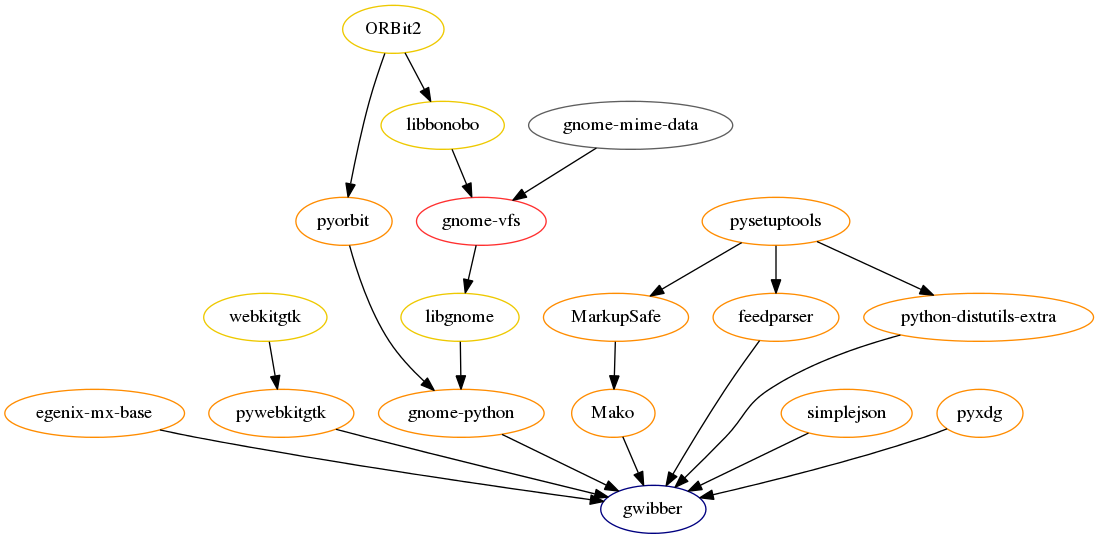 ORBit2
libbonobo
gnome-mime-data
pyorbit
gnome-vfs
pysetuptools
webkitgtk
libgnome
MarkupSafe
feedparser
python-distutils-extra
egenix-mx-base
pywebkitgtk
gnome-python
Mako
simplejson
pyxdg
gwibber